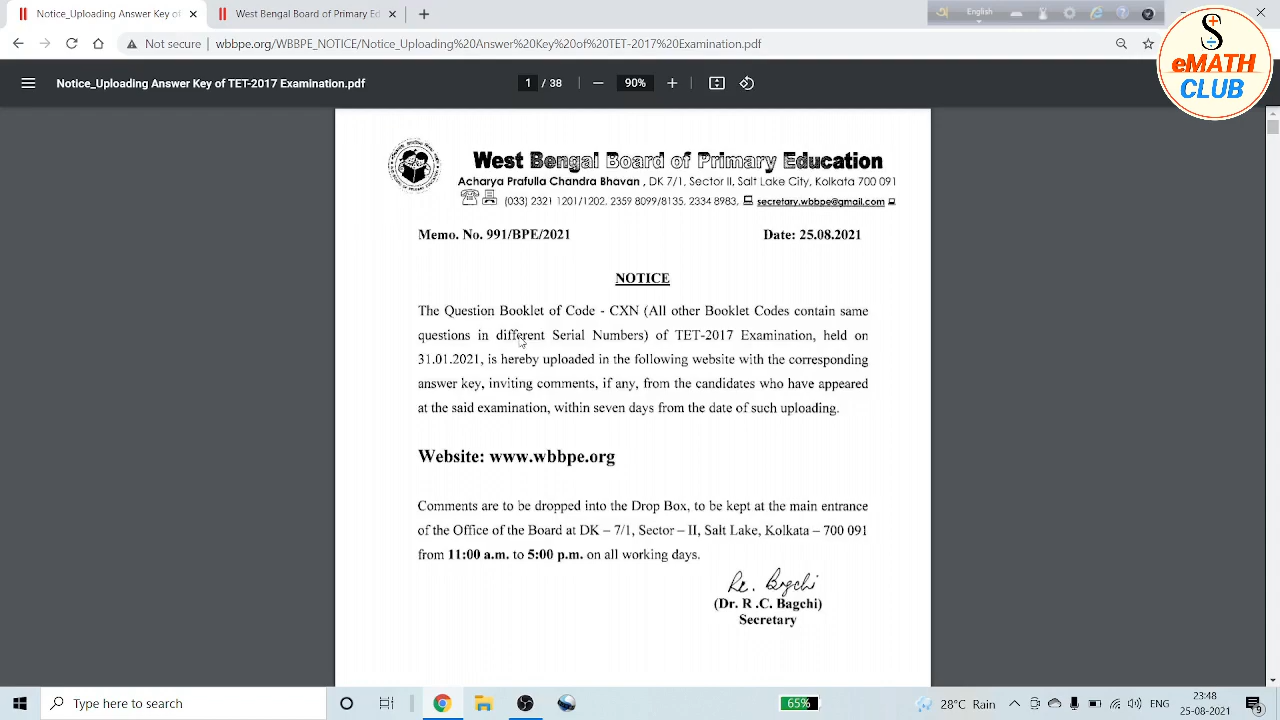 Notice_Uploading Answer Key of
West Bengal Board of Primary Ed
English
Not secure
wbbpe.org/WBBPE_NOTICE/Notice_Uploading%20Answer%20Key%20of%20TET-2017%20Examination.pdf
S
eMATH
CLUB
Notice_Uploading Answer Key of TET-2017 Examination.pdf
1 / 38
90%
West Bengal Board of Primary Education
Acharya Prafulla Chandra Bhavan , DK 7/1, Sector II, Salt Lake City, Kolkata 700 091
(033) 2321 1201/1202, 2359 8099/8135, 2334 8983, secretary.wbbpe@gmail.com
Memo. No. 991/BPE/2021
Date: 25.08.2021
NOTICE
The Question Booklet of Code - CXN (All other Booklet Codes contain same
questions in different Serial Numbers) of TET-2017 Examination, held on
31.01.2021, is hereby uploaded in the following website with the corresponding
answer key, inviting comments, if any, from the candidates who have appeared
at the said examination, within seven days from the date of such uploading.
Website: www.wbbpe.org
Comments are to be dropped into the Drop Box, to be kept at the main entrance
of the Office of the Board at DK – 7/1, Sector – II, Salt Lake, Kolkata – 700 091
from 11:00 a.m. to 5:00 p.m. on all working days.
Rc. Bagchi
(Dr. R .C. Bagchi)
Secretary
Type here to search
65%
28°C Rain
ENG
23:48
25-08-2021